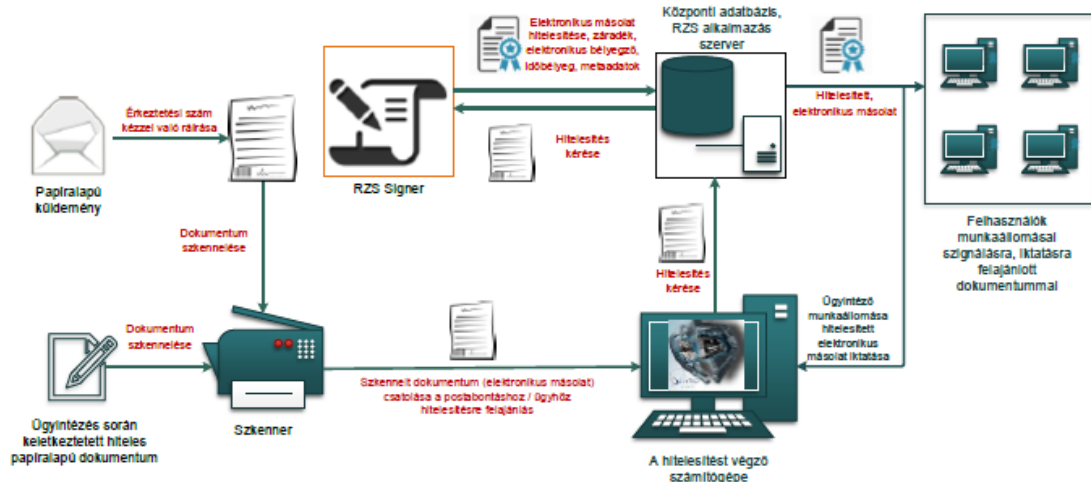 Elektronikus másolat
hitelesítése, záradék,
elektronikus bélyegző,
időbélyeg, metaadatok
Központi adatbázis,
RZS alkalmazás
szerver
Érkeztetési szám
kézzel való ráírása
Hitelesítés
kérése
Hitelesített,
elektronikus másolat
Papíralapú
küldemény
RZS Signer
Dokumentum
szkennelése
Hitelesítés
kérése
Felhasználók
munkaállomásai
szignálásra, iktatásra
felajánlott
dokumentummal
Dokumentum
szkennelése
Ügyintéző
munkaállomása
hitelesített
elektronikus
másolat iktatása
Szkennelt dokumentum (elektronikus másolat)
csatolása a postabontáshoz / ügyhöz
hitelesítésre felajánlás
Ügyintézés során
keletkeztetett hiteles
papíralapú dokumentum
Szkenner
A hitelesítést végző
számítógépe